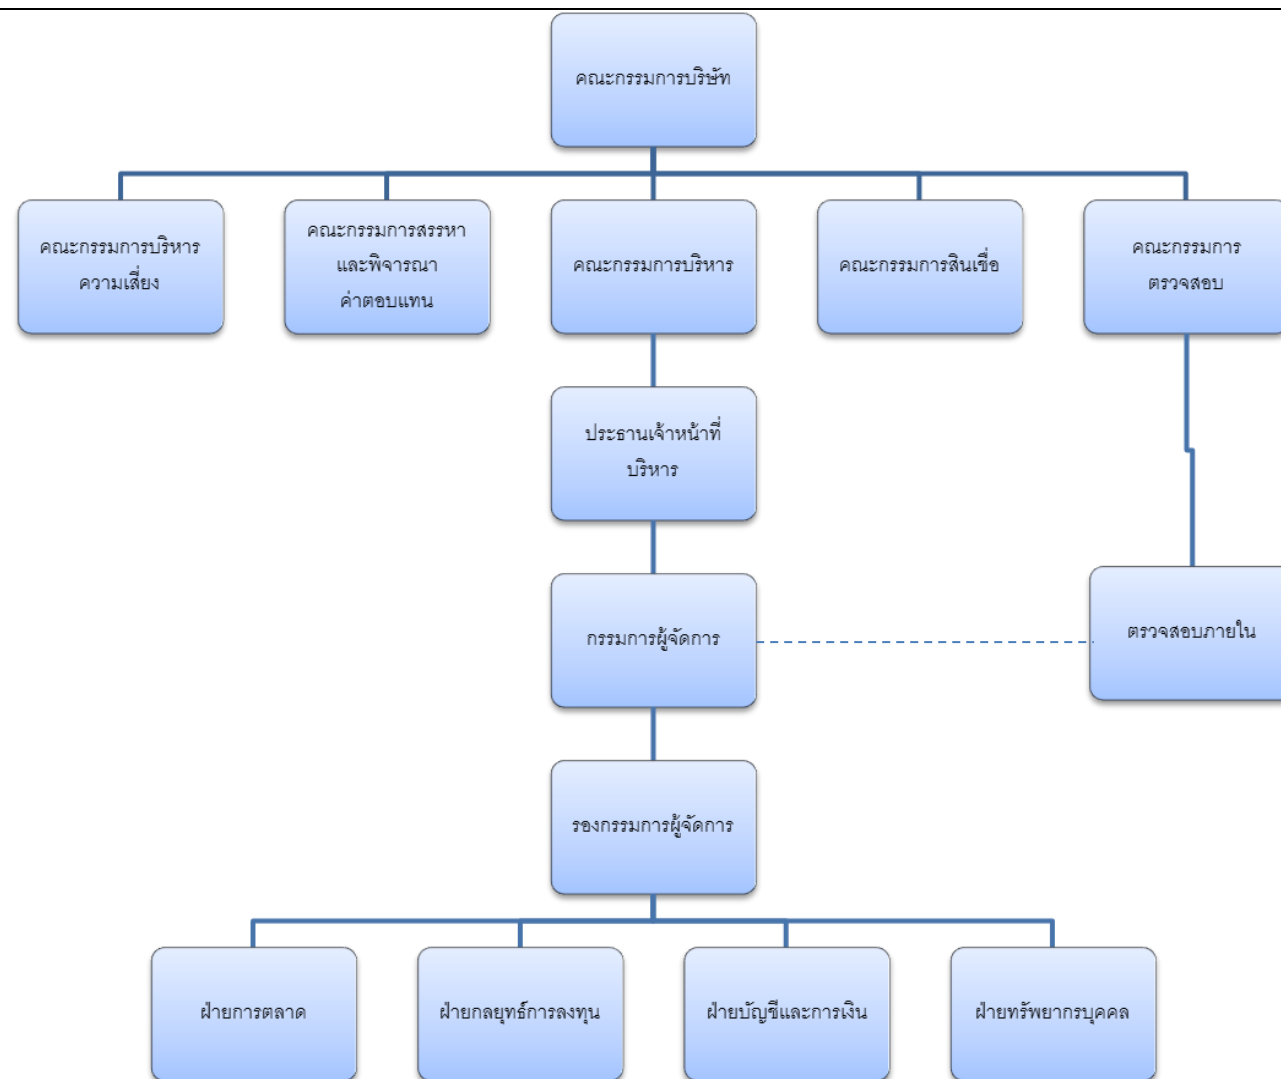 คณะกรรมการบริษัท
คณะกรรมการบริหาร
ความเสี่ยง
คณะกรรมการสรรหา
และพิจารณา
ค่าตอบแทน
คณะกรรมการบริหาร
คณะกรรมการสินเชื่อ
คณะกรรมการ
ตรวจสอบ
ประธานเจ้าหน้าที่
บริหาร
กรรมการผู้จัดการ
ตรวจสอบภายใน
รองกรรมการผู้จัดการ
ฝ่ายการตลาด
ฝ่ายกลยุทธ์การลงทุน
ฝ่ายบัญชีและการเงิน
ฝ่ายทรัพยากรบุคคล